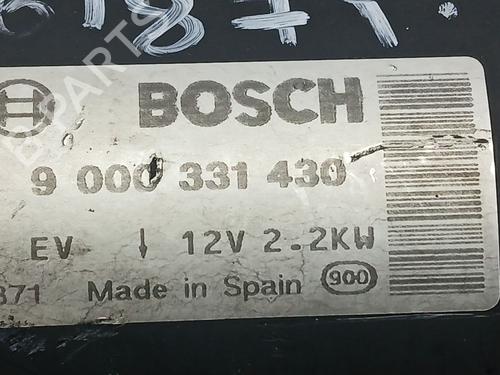 BOSCH
9 000 331 430
EV ↓ 12V 2.2KW
871 Made in Spain 900